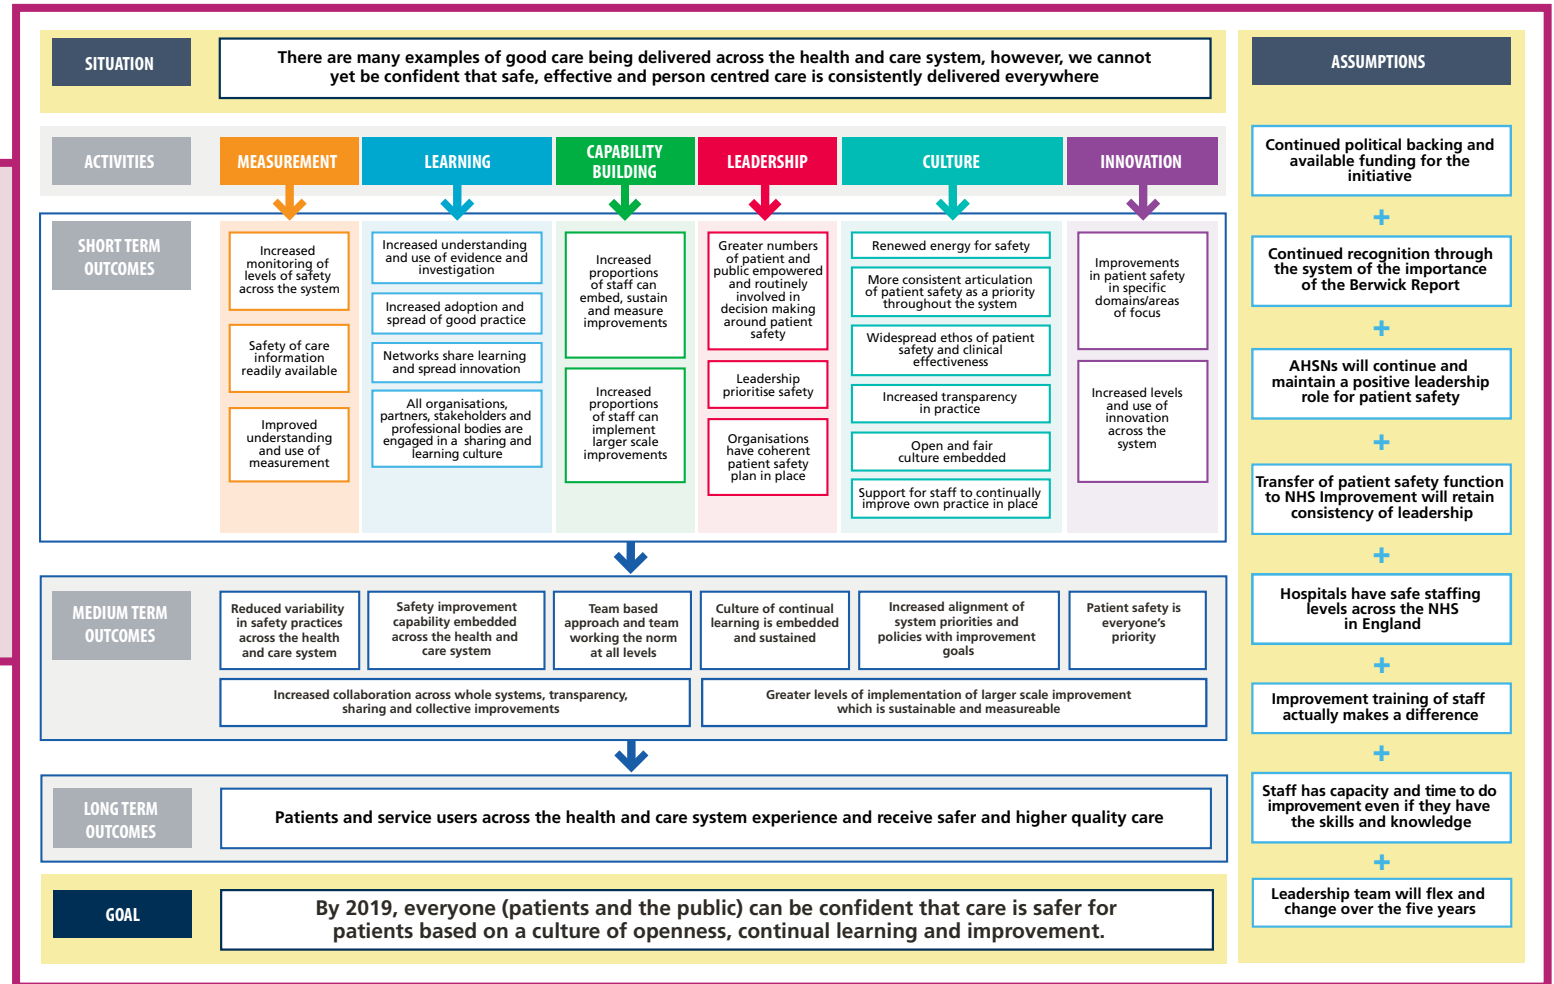 SITUATION
There are many examples of good care being delivered across the health and care system, however, we cannot
yet be confident that safe, effective and person centred care is consistently delivered everywhere
ACTIVITIES
MEASUREMENT
LEARNING
CAPABILITY
BUILDING
LEADERSHIP
CULTURE
INNOVATION
SHORT TERM
OUTCOMES
Increased
monitoring of
levels of safety
across the system
Safety of care
information
readily available
Improved
understanding
and use of
measurement
Increased understanding
and use of evidence and
investigation
Increased adoption and
spread of good practice
Networks share learning
and spread innovation
All organisations,
partners, stakeholders and
professional bodies are
engaged in a sharing and
learning culture
Increased
proportions
of staff can
embed, sustain
and measure
improvements
Increased
proportions
of staff can
implement
larger scale
improvements
Greater numbers
of patient and
public empowered
and routinely
involved in
decision making
around patient
safety
Leadership
prioritise safety
Organisations
have coherent
patient safety
plan in place
Renewed energy for safety
More consistent articulation
of patient safety as a priority
throughout the system
Widespread ethos of patient
safety and clinical
effectiveness
Increased transparency
in practice
Open and fair
culture embedded
Support for staff to continually
improve own practice in place
Improvements
in patient safety
in specific
domains/areas
of focus
Increased levels
and use of
innovation
across the
system
MEDIUM TERM
OUTCOMES
Reduced variability
in safety practices
across the health
and care system
Safety improvement
capability embedded
across the health and
care system
Team based
approach and team
working the norm
at all levels
Culture of continual
learning is embedded
and sustained
Increased alignment of
system priorities and
policies with improvement
goals
Patient safety is
everyone's
priority
Increased collaboration across whole systems, transparency,
sharing and collective improvements
Greater levels of implementation of larger scale improvement
which is sustainable and measureable
LONG TERM
OUTCOMES
Patients and service users across the health and care system experience and receive safer and higher quality care
GOAL
By 2019, everyone (patients and the public) can be confident that care is safer for
patients based on a culture of openness, continual learning and improvement.
ASSUMPTIONS
Continued political backing and
available funding for the
initiative
+
Continued recognition through
the system of the importance
of the Berwick Report
+
AHSNs will continue and
maintain a positive leadership
role for patient safety
+
Transfer of patient safety function
to NHS Improvement will retain
consistency of leadership
+
Hospitals have safe staffing
levels across the NHS
in England
+
Improvement training of staff
actually makes a difference
+
Staff has capacity and time to do
improvement even if they have
the skills and knowledge
+
Leadership team will flex and
change over the five years